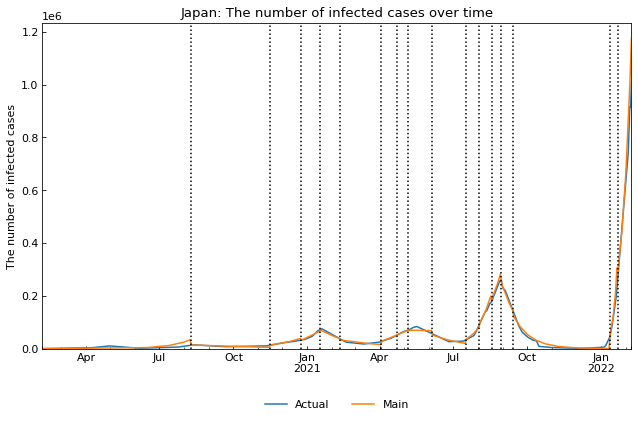 Japan: The number of infected cases over time
1e6
1.2
1.0
0.8
0.6
0.4
0.2
0.0
The number of infected cases
Apr Jul Oct Jan Apr Jul Oct Jan
2021 2022
Actual Main